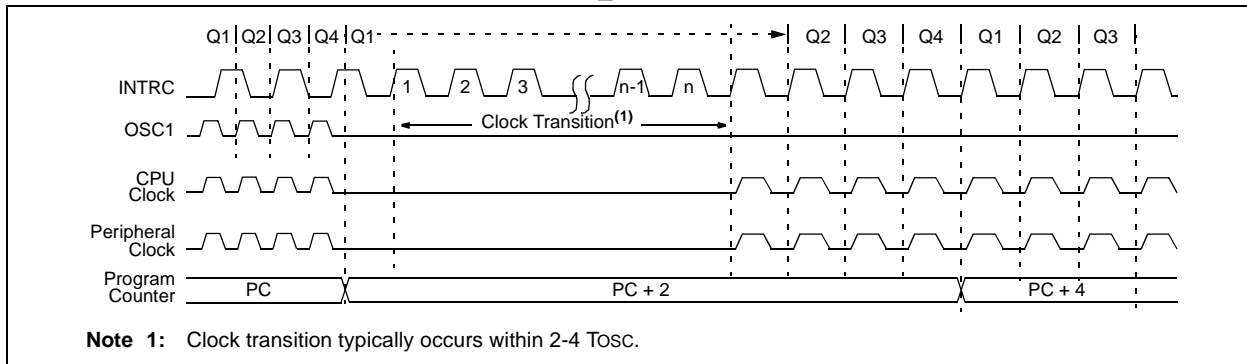 Q1 Q2 Q3 Q4 Q1 Q2 Q3 Q4 Q1 Q2 Q3
INTRC 1 2 3 n-1 n
Clock Transition(1)
OSC1
CPU
Clock
Peripheral
Clock
Program
Counter
PC PC + 2 PC + 4
Note 1: Clock transition typically occurs within 2-4 TOSC.